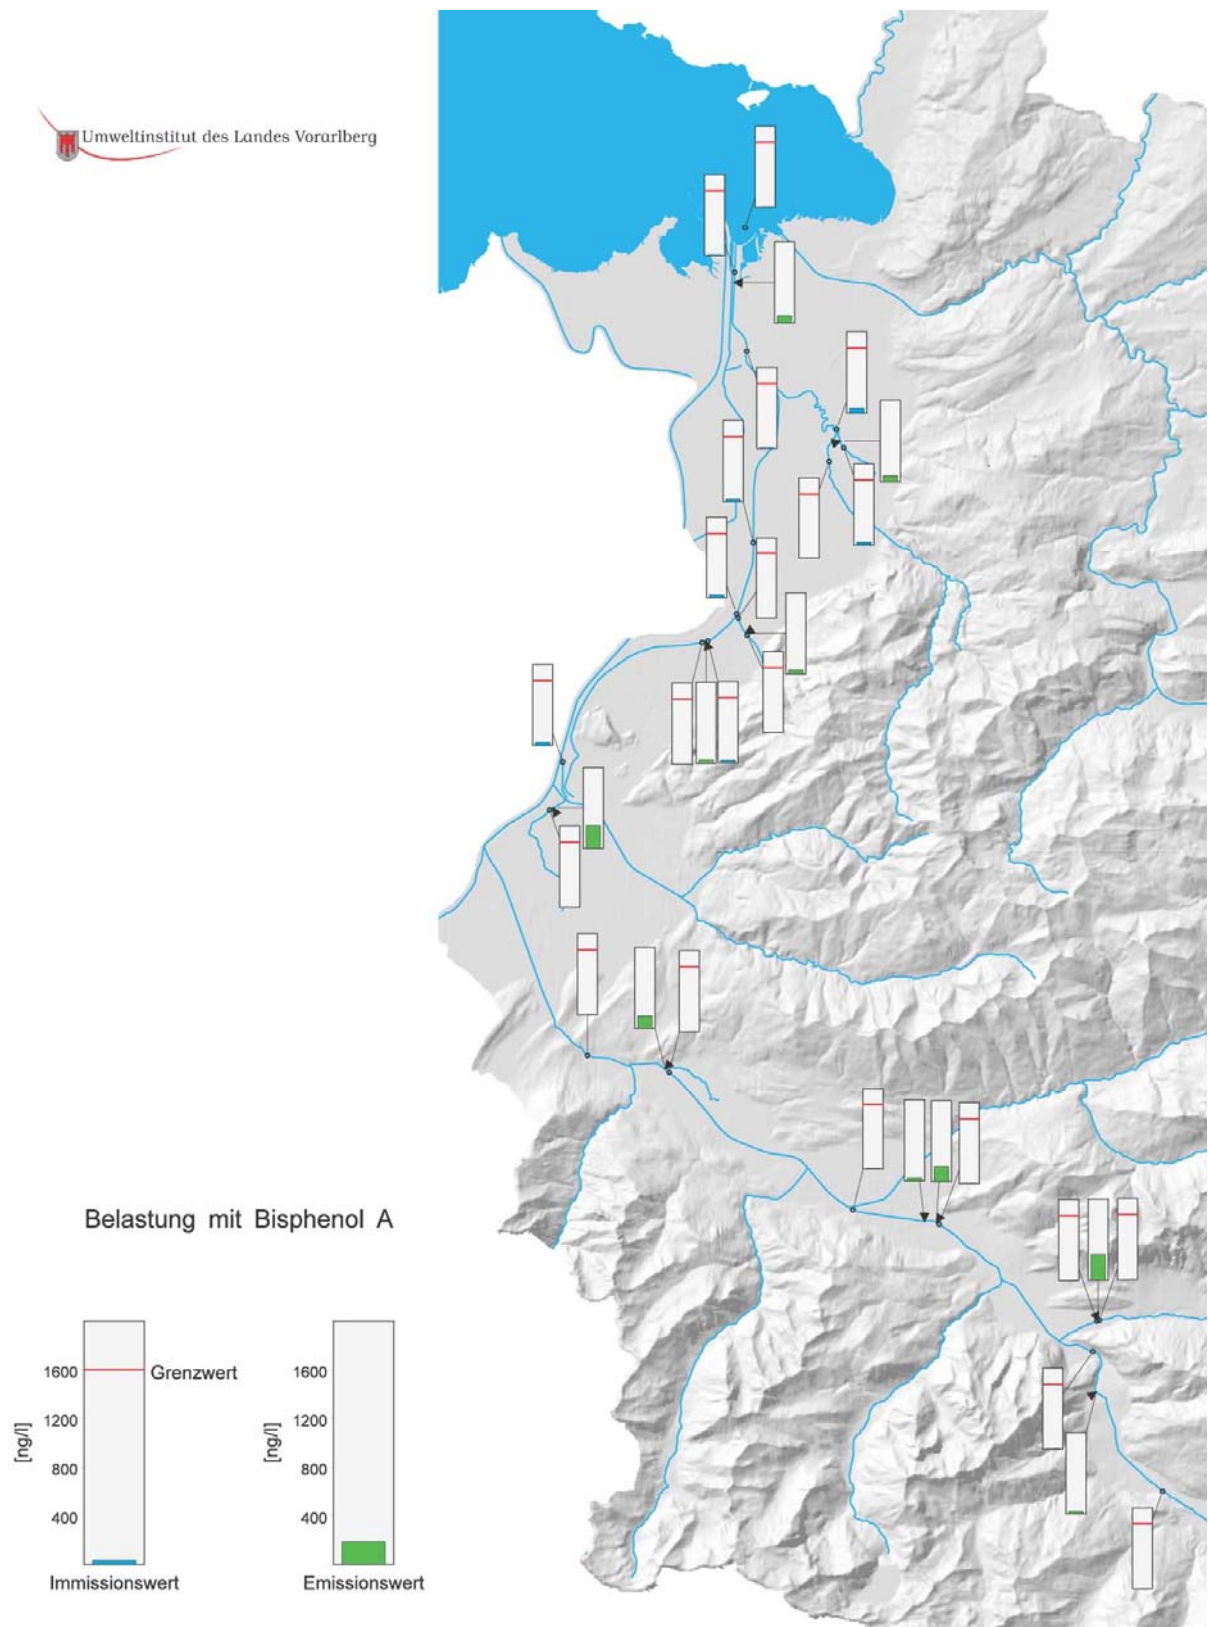 Umweltinstitut des Landes Vorarlberg
Belastung mit Bisphenol A
1600
Grenzwert
1200
800
400
[ng/l]
Immissionswert
1600
1200
800
400
[ng/l]
Emissionswert